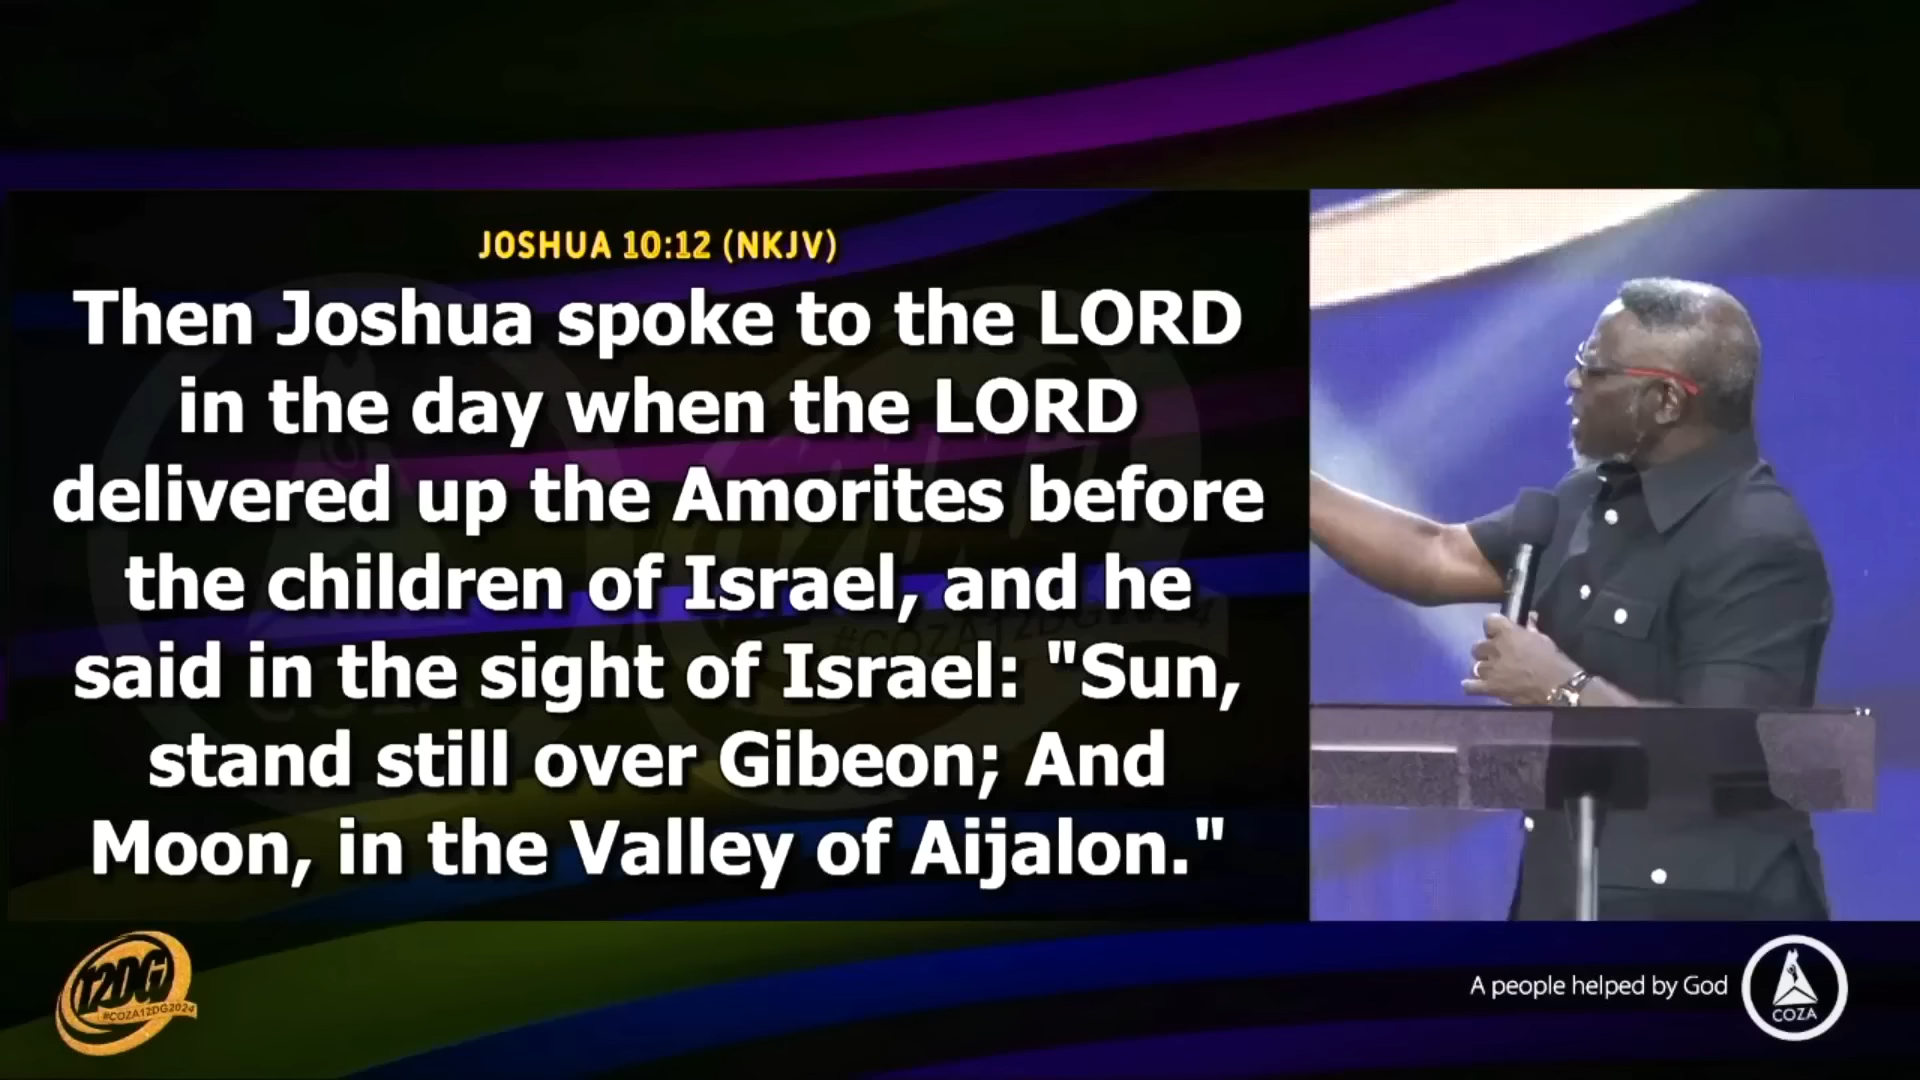 JOSHUA 10:12 (NKJV)
Then Joshua spoke to the LORD
in the day when the LORD
delivered up the Amorites before
the children of Israel, and he
said in the sight of Israel: "Sun,
stand still over Gibeon; And
Moon, in the Valley of Aijalon."
12DG
#COZA12DG2024
A people helped by God
COZA
#COZA12DG2024